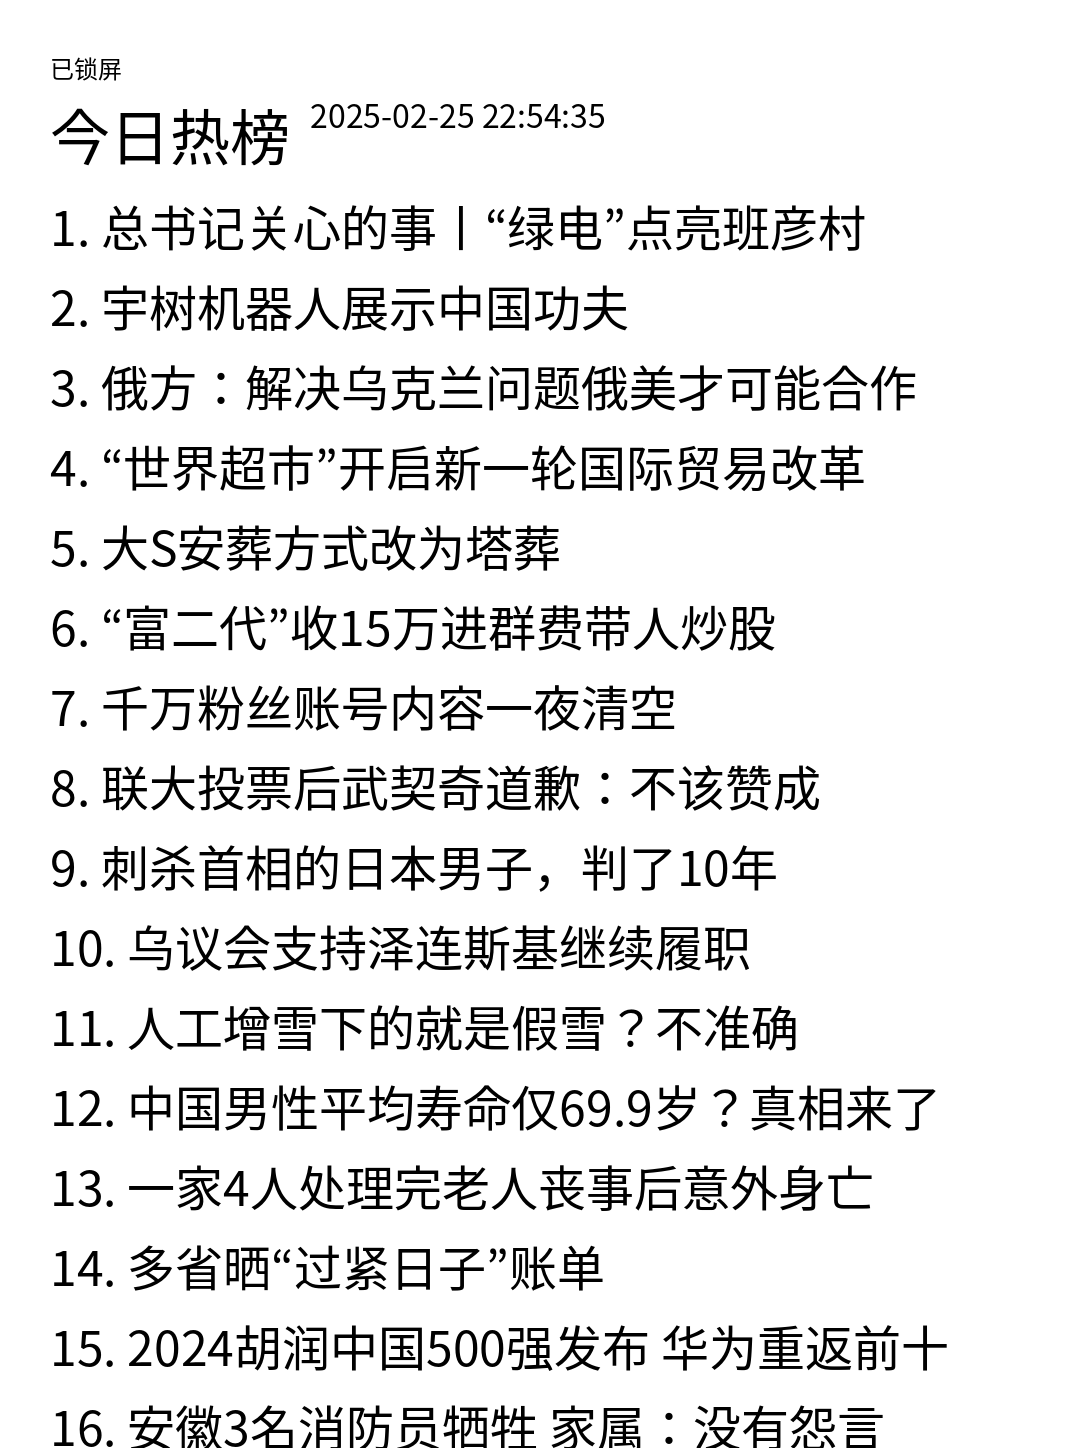 已锁屏
今日热榜 2025-02-25 22:54:35
1. 总书记关心的事丨“绿电”点亮班彦村
2. 宇树机器人展示中国功夫
3. 俄方：解决乌克兰问题俄美才可能合作
4. “世界超市”开启新一轮国际贸易改革
5. 大S安葬方式改为塔葬
6. “富二代”收15万进群费带人炒股
7. 千万粉丝账号内容一夜清空
8. 联大投票后武契奇道歉：不该赞成
9. 刺杀首相的日本男子，判了10年
10. 乌议会支持泽连斯基继续履职
11. 人工增雪下的就是假雪？不准确
12. 中国男性平均寿命仅69.9岁？真相来了
13. 一家4人处理完老人丧事后意外身亡
14. 多省晒“过紧日子”账单
15. 2024胡润中国500强发布 华为重返前十
16. 安徽3名消防员牺牲 家属：没有怨言